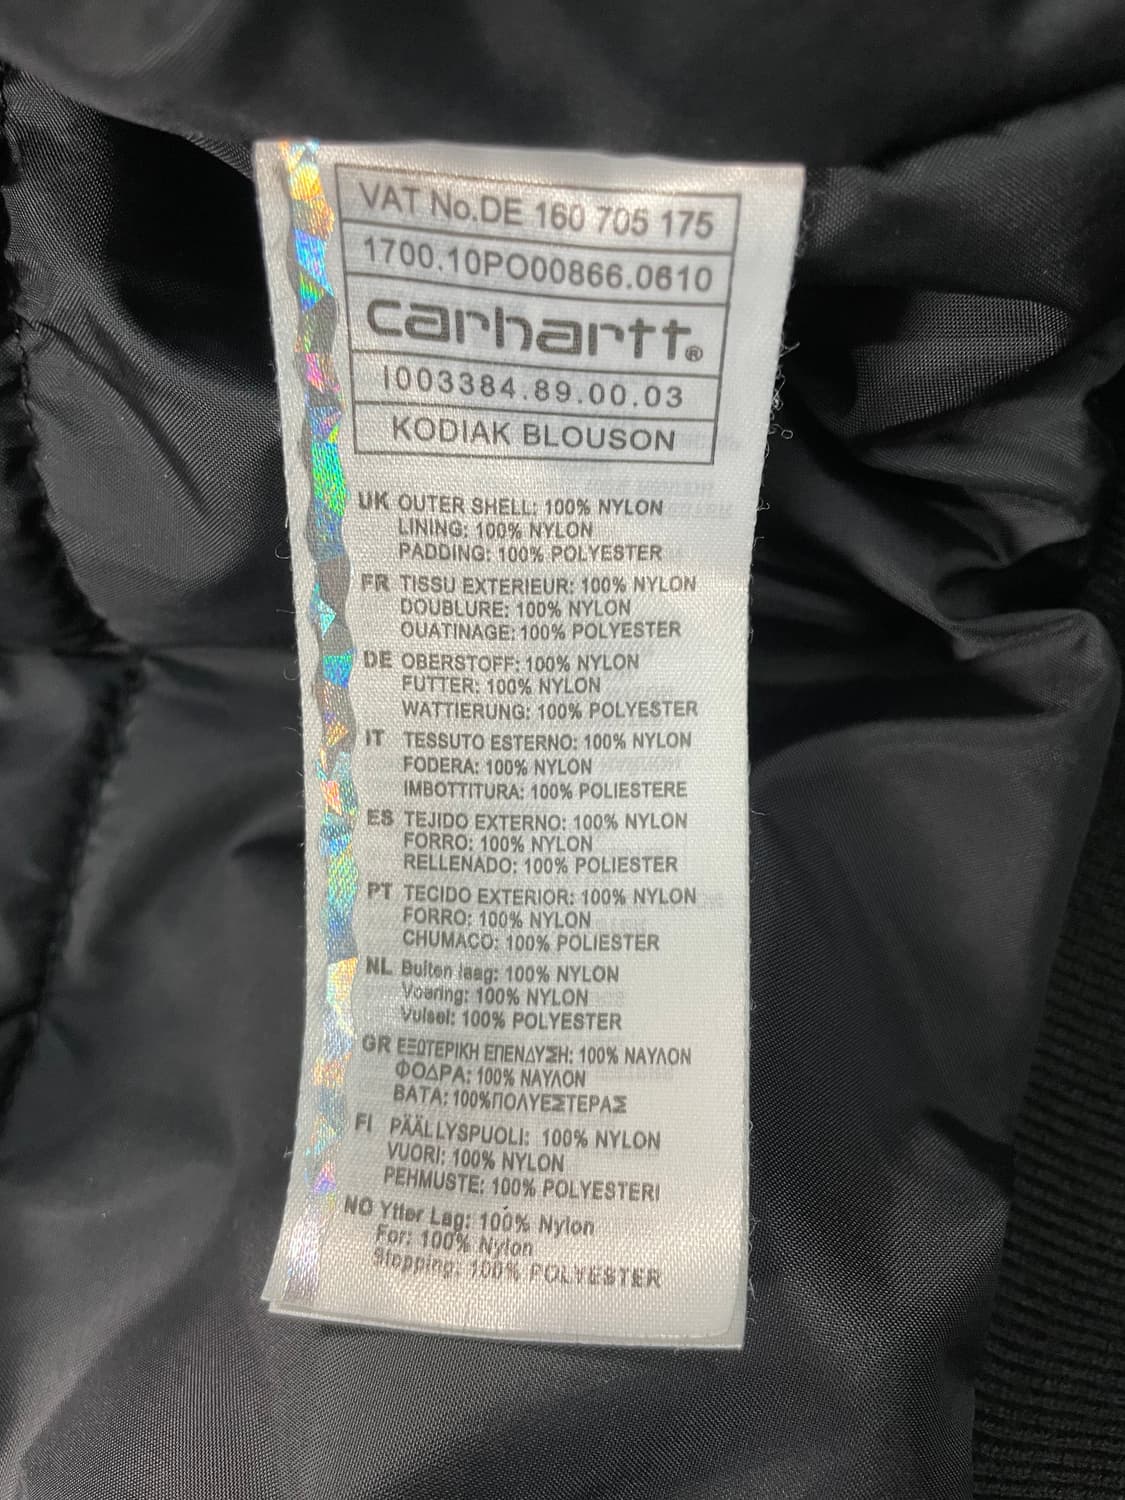 VAT No.DE 160 705 175
1700.10PO00866.0610
carhartt®
I003384.89.00.03
KODIAK BLOUSON
UK OUTER SHELL: 100% NYLON
LINING: 100% NYLON
PADDING: 100% POLYESTER
FR TISSU EXTERIEUR: 100% NYLON
DOUBLURE: 100% NYLON
OUATINAGE: 100% POLYESTER
DE OBERSTOFF: 100% NYLON
FUTTER: 100% NYLON
WATTIERUNG: 100% POLYESTER
IT TESSUTO ESTERNO: 100% NYLON
FODERA: 100% NYLON
IMBOTTITURA: 100% POLIESTERE
ES TEJIDO EXTERNO: 100% NYLON
FORRO: 100% NYLON
RELLENADO: 100% POLIESTER
PT TECIDO EXTERIOR: 100% NYLON
FORRO: 100% NYLON
CHUMACO: 100% POLIESTER
NL Buiten laag: 100% NYLON
Voering: 100% NYLON
Vulsel: 100% POLYESTER
GR ΕΞΩΤΕΡΙΚΗ ΕΠΕΝΔΥΣΗ: 100% ΝΑΥΛΟΝ
ΦΟΔΡΑ: 100% ΝΑΥΛΟΝ
ΒΑΤΑ: 100%ΠΟΛΥΕΣΤΕΡΑΣ
FI PÄÄLLYSPUOLI: 100% NYLON
VUORI: 100% NYLON
PEHMUSTE: 100% POLYESTERI
NO Ytter Lag: 100% Nylon
For: 100% Nylon
Stopping: 100% POLYESTER